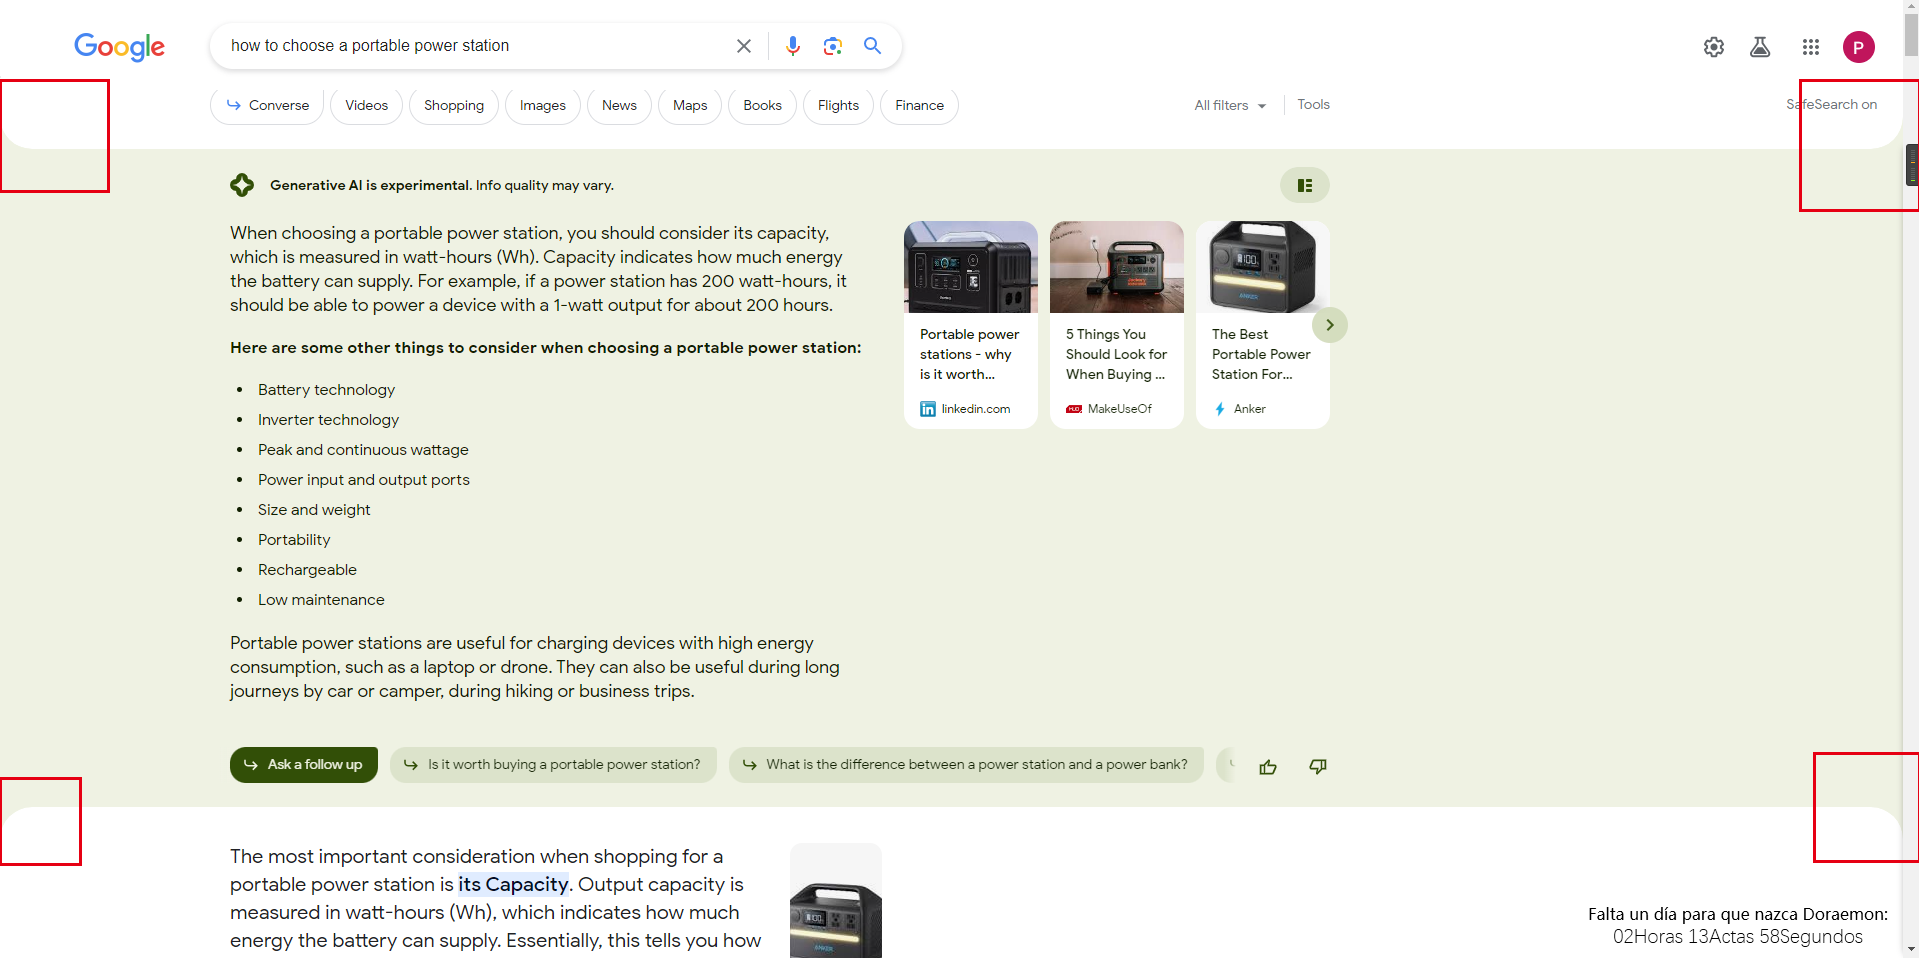 Google
how to choose a portable power station
P
Converse
Videos
Shopping
Images
News
Maps
Books
Flights
Finance
All filters
Tools
SafeSearch on
Generative AI is experimental. Info quality may vary.
When choosing a portable power station, you should consider its capacity,
which is measured in watt-hours (Wh). Capacity indicates how much energy
the battery can supply. For example, if a power station has 200 watt-hours, it
should be able to power a device with a 1-watt output for about 200 hours.
Here are some other things to consider when choosing a portable power station:
Battery technology
Inverter technology
Peak and continuous wattage
Power input and output ports
Size and weight
Portability
Rechargeable
Low maintenance
Portable power stations are useful for charging devices with high energy
consumption, such as a laptop or drone. They can also be useful during long
journeys by car or camper, during hiking or business trips.
Portable power
stations - why
is it worth...
linkedin.com
5 Things You
Should Look for
When Buying ...
MakeUseOf
ANKER
The Best
Portable Power
Station For...
Anker
Ask a follow up
Is it worth buying a portable power station?
What is the difference between a power station and a power bank?
The most important consideration when shopping for a
portable power station is its Capacity. Output capacity is
measured in watt-hours (Wh), which indicates how much
energy the battery can supply. Essentially, this tells you how
ANKER
Falta un día para que nazca Doraemon:
02Horas 13Actas 58Segundos